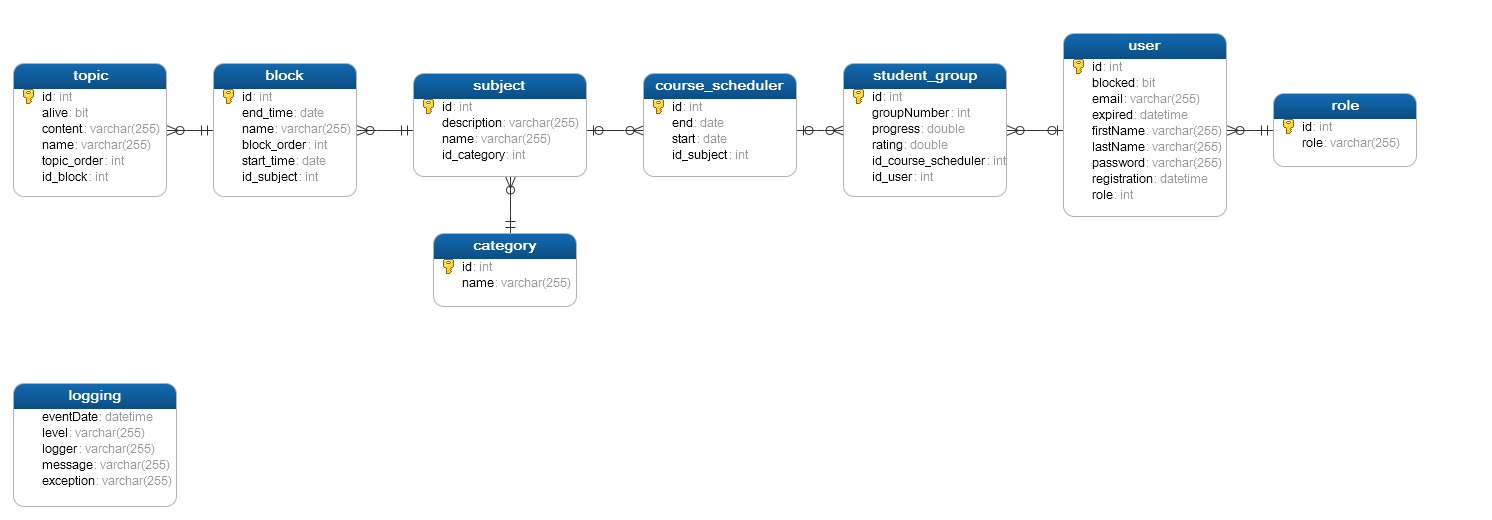 topic
id: int
alive: bit
content: varchar(255)
name: varchar(255)
topic_order: int
id_block: int
block
id: int
end_time: date
name: varchar(255)
block_order: int
start_time: date
id_subject: int
subject
id: int
description: varchar(255)
name: varchar(255)
id_category: int
course_scheduler
id: int
end: date
start: date
id_subject: int
student_group
id: int
groupNumber: int
progress: double
rating: double
id_course_scheduler: int
id_user: int
user
id: int
blocked: bit
email: varchar(255)
expired: datetime
firstName: varchar(255)
lastName: varchar(255)
password: varchar(255)
registration: datetime
role: int
role
id: int
role: varchar(255)
category
id: int
name: varchar(255)
logging
eventDate: datetime
level: varchar(255)
logger: varchar(255)
message: varchar(255)
exception: varchar(255)